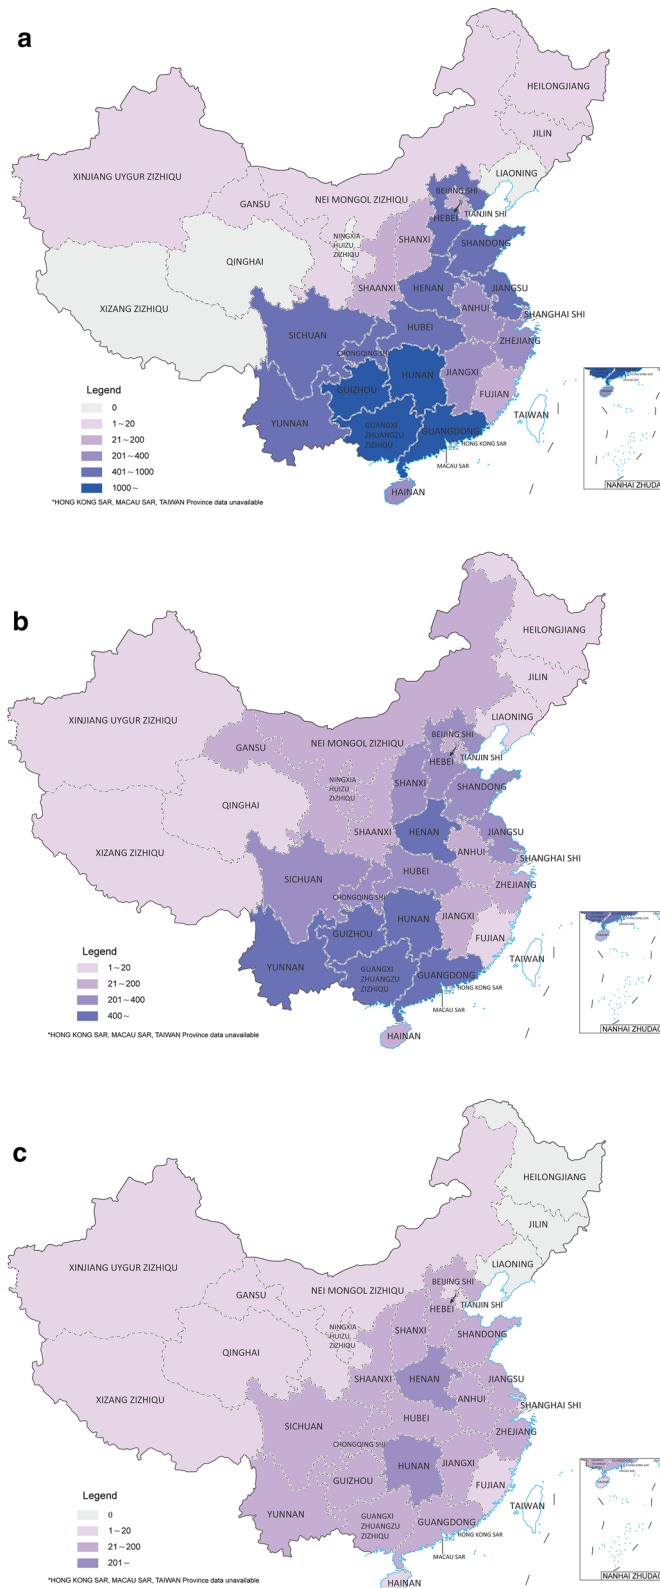 a
HEILONGJIANG
JILIN
LIAONING
XINJIANG UYGUR ZIZHIQU
GANSU
NEI MONGOL ZIZHIQU
BEIJING SHI
TIANJIN SHI
HEBEI
NINGXIA
HUIZU
ZIZHIQU
SHANXI
SHANDONG
QINGHAI
SHAANXI
HENAN
JIANGSU
XIZANG ZIZHIQU
ANHUI
SHANGHAI SHI
SICHUAN
HUBEI
ZHEJIANG
CHONGQING SHI
HUNAN
JIANGXI
GUIZHOU
FUJIAN
YUNNAN
TAIWAN
GUANGXI
ZHUANGZU
ZIZHIQU
GUANGDONG
HONG KONG SAR
MACAU SAR
HAINAN
NANHAI ZHUDAO
Legend
0
1~20
21~200
201~400
401~1000
1000~
*HONG KONG SAR, MACAU SAR, TAIWAN Province data unavailable
b
HEILONGJIANG
JILIN
LIAONING
XINJIANG UYGUR ZIZHIQU
GANSU
NEI MONGOL ZIZHIQU
BEIJING SHI
TIANJIN SHI
HEBEI
NINGXIA
HUIZU
ZIZHIQU
SHANXI
SHANDONG
QINGHAI
SHAANXI
HENAN
JIANGSU
XIZANG ZIZHIQU
ANHUI
SHANGHAI SHI
SICHUAN
HUBEI
ZHEJIANG
CHONGQING SHI
HUNAN
JIANGXI
GUIZHOU
FUJIAN
YUNNAN
TAIWAN
GUANGXI
ZHUANGZU
ZIZHIQU
GUANGDONG
HONG KONG SAR
MACAU SAR
HAINAN
NANHAI ZHUDAO
Legend
1~20
21~200
201~400
400~
*HONG KONG SAR, MACAU SAR, TAIWAN Province data unavailable
c
HEILONGJIANG
JILIN
LIAONING
XINJIANG UYGUR ZIZHIQU
GANSU
NEI MONGOL ZIZHIQU
BEIJING SHI
TIANJIN SHI
HEBEI
NINGXIA
HUIZU
ZIZHIQU
SHANXI
SHANDONG
QINGHAI
SHAANXI
HENAN
JIANGSU
XIZANG ZIZHIQU
ANHUI
SHANGHAI SHI
SICHUAN
HUBEI
ZHEJIANG
CHONGQING SHI
HUNAN
JIANGXI
GUIZHOU
FUJIAN
YUNNAN
TAIWAN
GUANGXI
ZHUANGZU
ZIZHIQU
GUANGDONG
HONG KONG SAR
MACAU SAR
HAINAN
NANHAI ZHUDAO
Legend
0
1~20
21~200
201~
*HONG KONG SAR, MACAU SAR, TAIWAN Province data unavailable